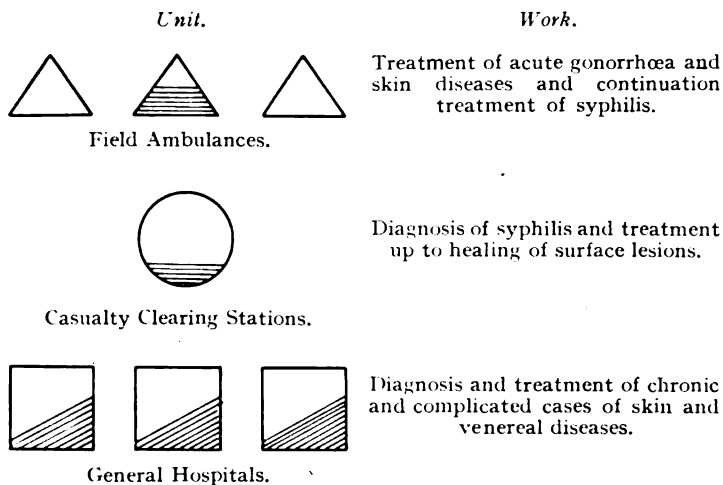 Unit. Work.
Treatment of acute gonorrhœa and
skin diseases and continuation
treatment of syphilis.
Field Ambulances.
Diagnosis of syphilis and treatment
up to healing of surface lesions.
Casualty Clearing Stations.
Diagnosis and treatment of chronic
and complicated cases of skin and
venereal diseases.
General Hospitals.